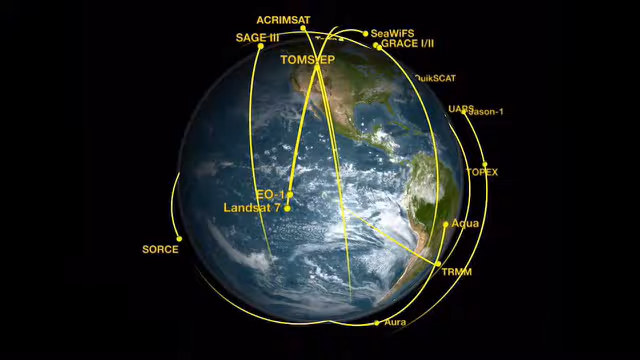 ACRIMSAT
SAGE III
SeaWiFS
GRACE I/II
TOMS-EP
QuikSCAT
UARS
Jason-1
TOPEX
EO-1
Landsat 7
Aqua
SORCE
TRMM
Aura